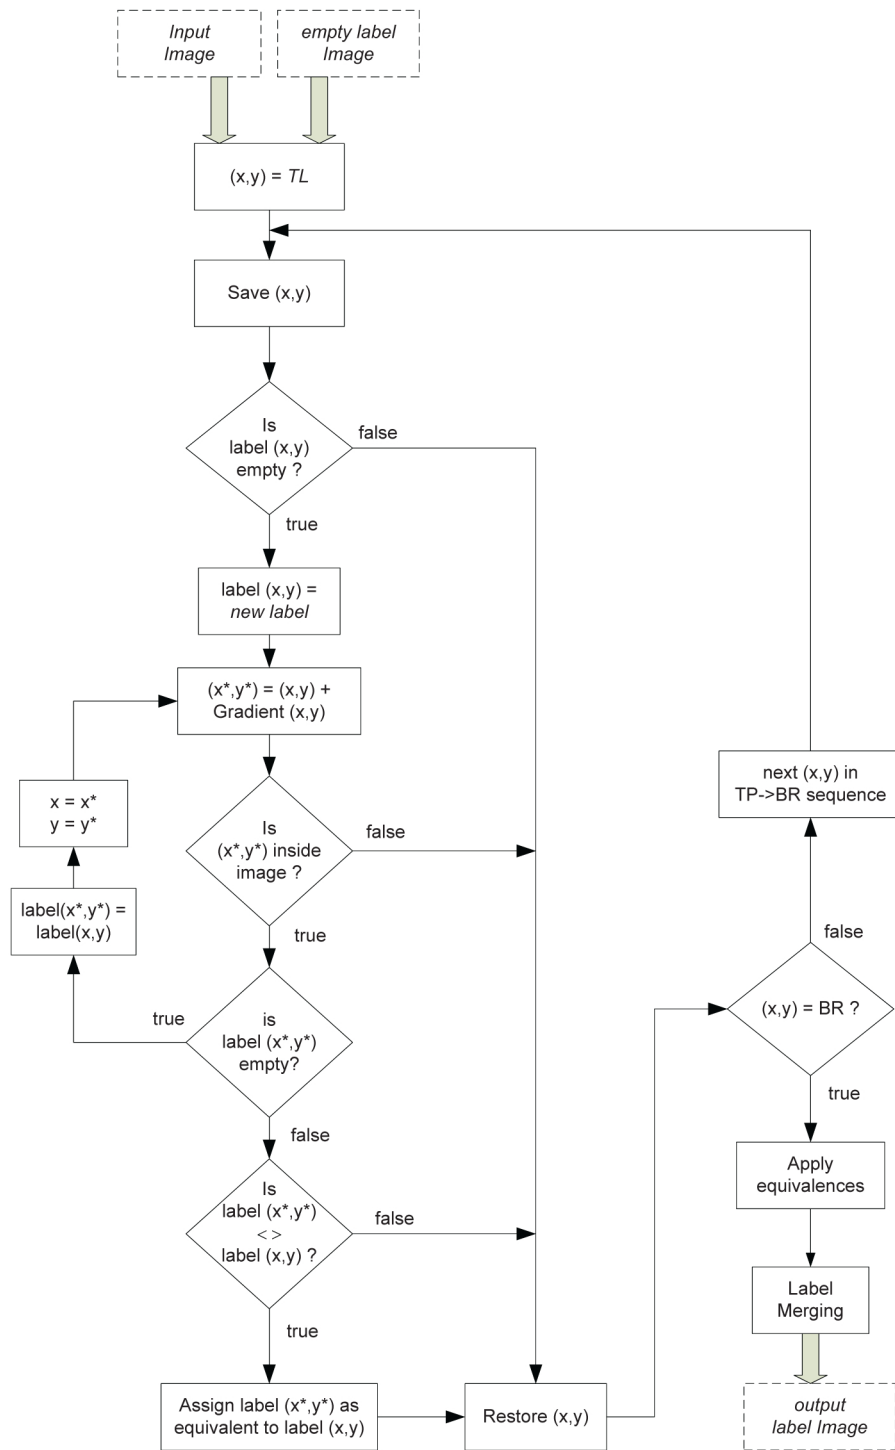 Input
Image
empty label
Image
(x,y) = TL
Save (x,y)
Is
label (x,y)
empty ?
false
true
label (x,y) =
new label
(x*,y*) = (x,y) +
Gradient (x,y)
x = x*
y = y*
Is
(x*,y*) inside
image ?
false
next (x,y) in
TP->BR sequence
label(x*,y*) =
label(x,y)
true
false
true
is
label (x*,y*)
empty?
(x,y) = BR ?
false
true
Is
label (x*,y*)
< >
label (x,y) ?
false
Apply
equivalences
true
Label
Merging
Assign label (x*,y*) as
equivalent to label (x,y)
Restore (x,y)
output
label Image